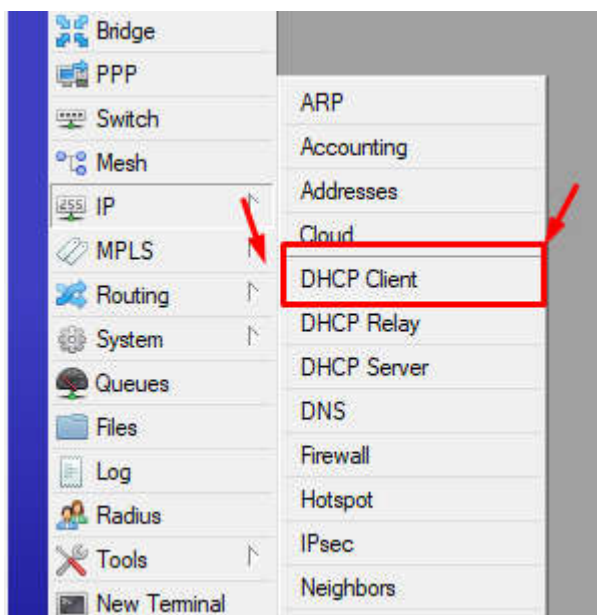 Bridge
PPP
Switch
Mesh
255 IP
MPLS
Routing
System
Queues
Files
Log
Radius
Tools
New Terminal
ARP
Accounting
Addresses
Cloud
DHCP Client
DHCP Relay
DHCP Server
DNS
Firewall
Hotspot
IPsec
Neighbors